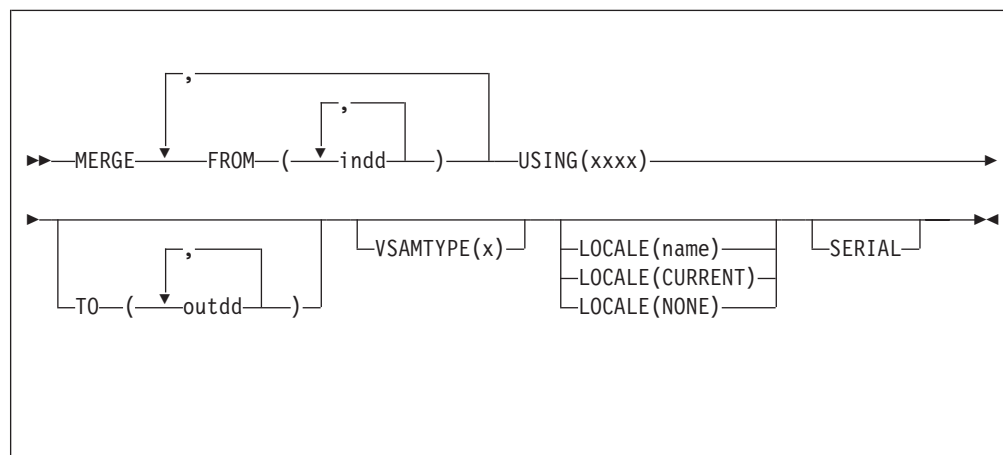 ,
,
MERGE FROM ( indd ) USING(xxxx)
TO ( outdd ) VSAMTYPE(x) LOCALE(name) SERIAL
,
LOCALE(CURRENT)
LOCALE(NONE)